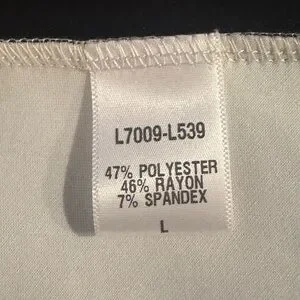 L7009-L539
47% POLYESTER
46% RAYON
7% SPANDEX
L